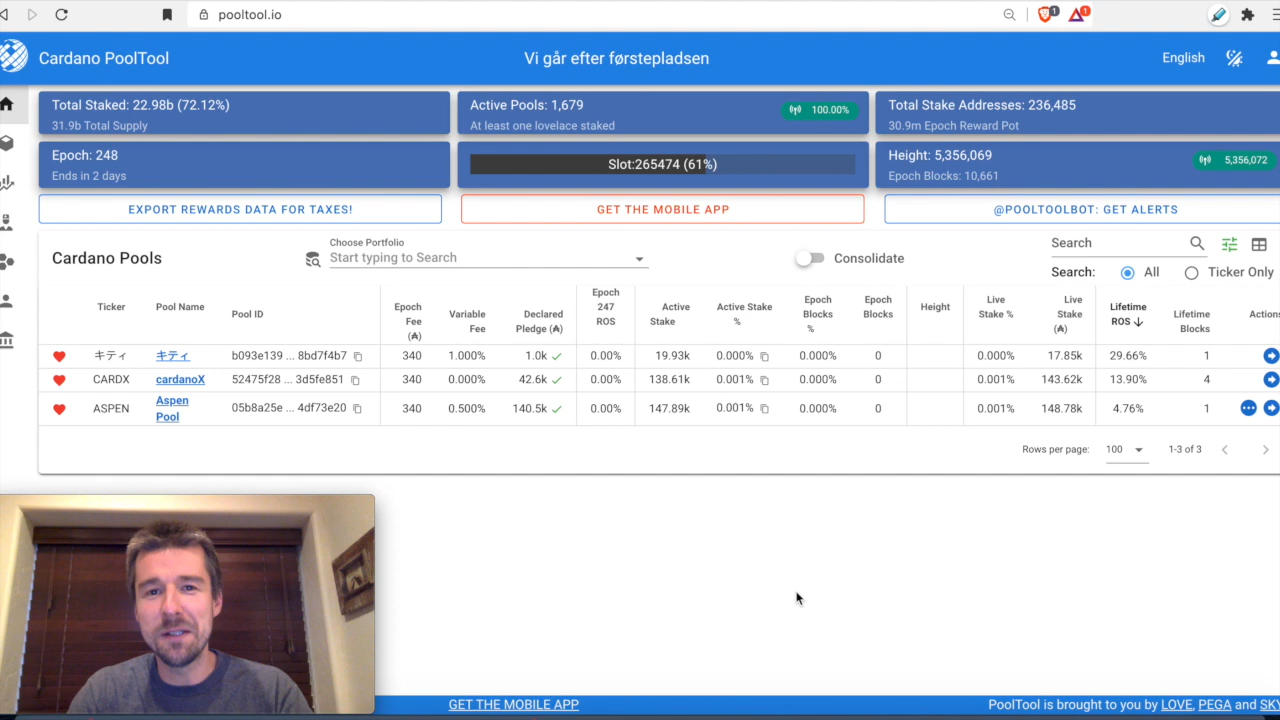 pooltool.io
1
1
Cardano PoolTool
Vi går efter førstepladsen
English
Total Staked: 22.98b (72.12%)
31.9b Total Supply
Active Pools: 1,679
At least one lovelace staked
100.00%
Total Stake Addresses: 236,485
30.9m Epoch Reward Pot
Epoch: 248
Ends in 2 days
Slot:265474 (61%)
Height: 5,356,069
Epoch Blocks: 10,661
5,356,072
EXPORT REWARDS DATA FOR TAXES!
GET THE MOBILE APP
@POOLTOOLBOT: GET ALERTS
Cardano Pools
Choose Portfolio
Start typing to Search
Consolidate
Search
Search: All Ticker Only
Ticker Pool Name Pool ID Epoch Fee (₳) Variable Fee Declared Pledge (₳) Epoch 247 ROS Active Stake Active Stake % Epoch Blocks % Epoch Blocks Height Live Stake % Live Stake (₳) Lifetime ROS Lifetime Blocks Actions
キティ キティ b093e139 ... 8bd7f4b7 340 1.000% 1.0k 0.00% 19.93k 0.000% 0.000% 0 0.000% 17.85k 29.66% 1
CARDX cardanoX 52475f28 ... 3d5fe851 340 0.000% 42.6k 0.00% 138.61k 0.001% 0.000% 0 0.001% 143.62k 13.90% 4
ASPEN Aspen Pool 05b8a25e ... 4df73e20 340 0.500% 140.5k 0.00% 147.89k 0.001% 0.000% 0 0.001% 148.78k 4.76% 1
Rows per page: 100 1-3 of 3
GET THE MOBILE APP
PoolTool is brought to you by LOVE, PEGA and SKY